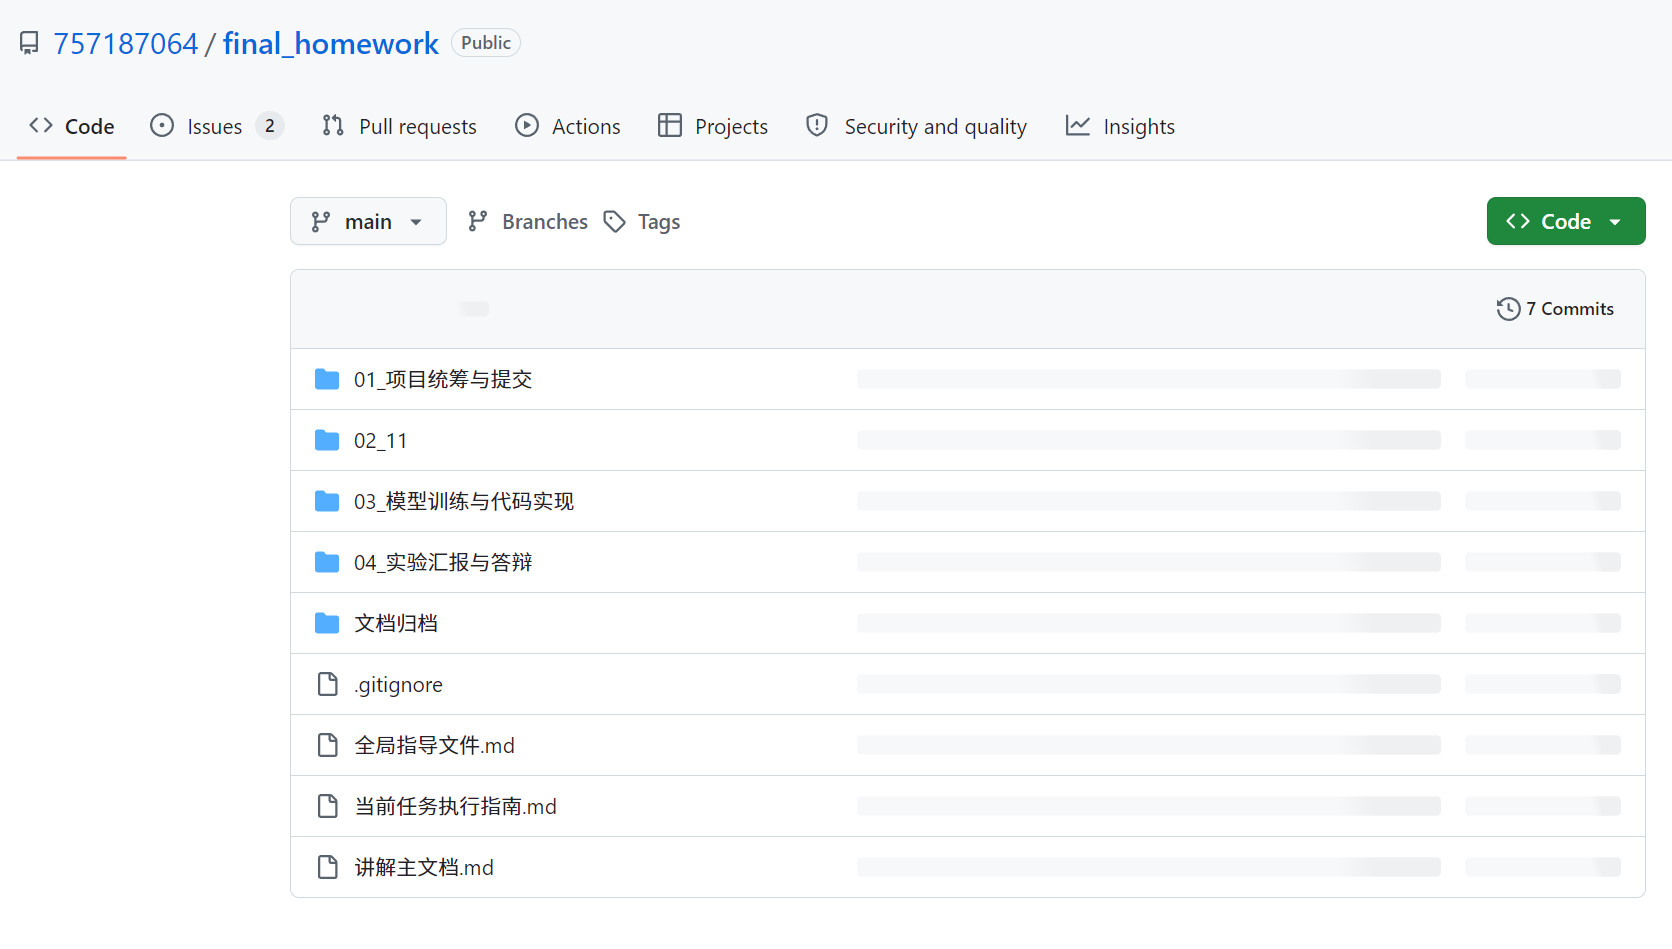 757187064 / final_homework Public
Code Issues 2 Pull requests Actions Projects Security and quality Insights
main Branches Tags Code
7 Commits
01_项目统筹与提交
02_11
03_模型训练与代码实现
04_实验汇报与答辩
文档归档
.gitignore
全局指导文件.md
当前任务执行指南.md
讲解主文档.md